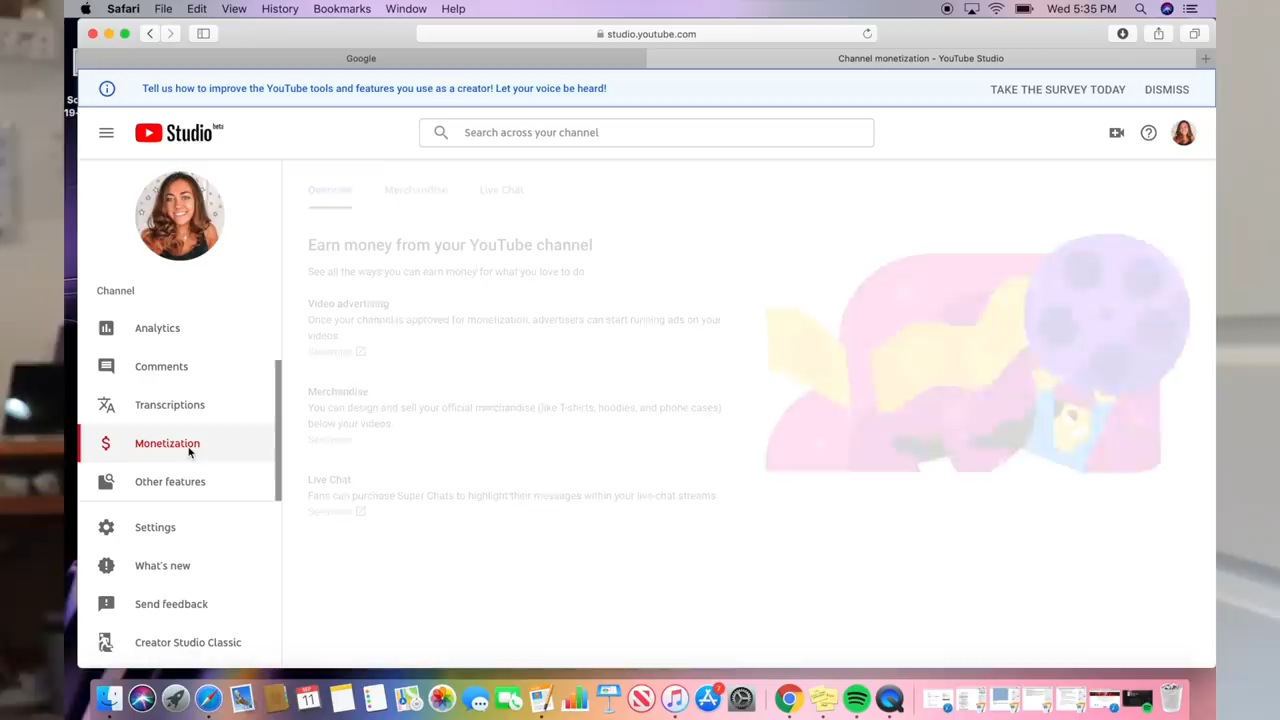 Safari File Edit View History Bookmarks Window Help Wed 5:35 PM
studio.youtube.com
Google Channel monetization - YouTube Studio
Tell us how to improve the YouTube tools and features you use as a creator! Let your voice be heard! TAKE THE SURVEY TODAY DISMISS
Studio beta Search across your channel
Overview Merchandise Live Chat
Earn money from your YouTube channel
See all the ways you can earn money for what you love to do
Channel
Video advertising
Once your channel is approved for monetization, advertisers can start running ads on your
videos.
Analytics
Comments
Merchandise
You can design and sell your official merchandise (like T-shirts, hoodies, and phone cases)
below your videos.
Transcriptions
Monetization
Live Chat
Fans can purchase Super Chats to highlight their messages within your live-chat streams
Other features
Settings
What's new
Send feedback
Creator Studio Classic